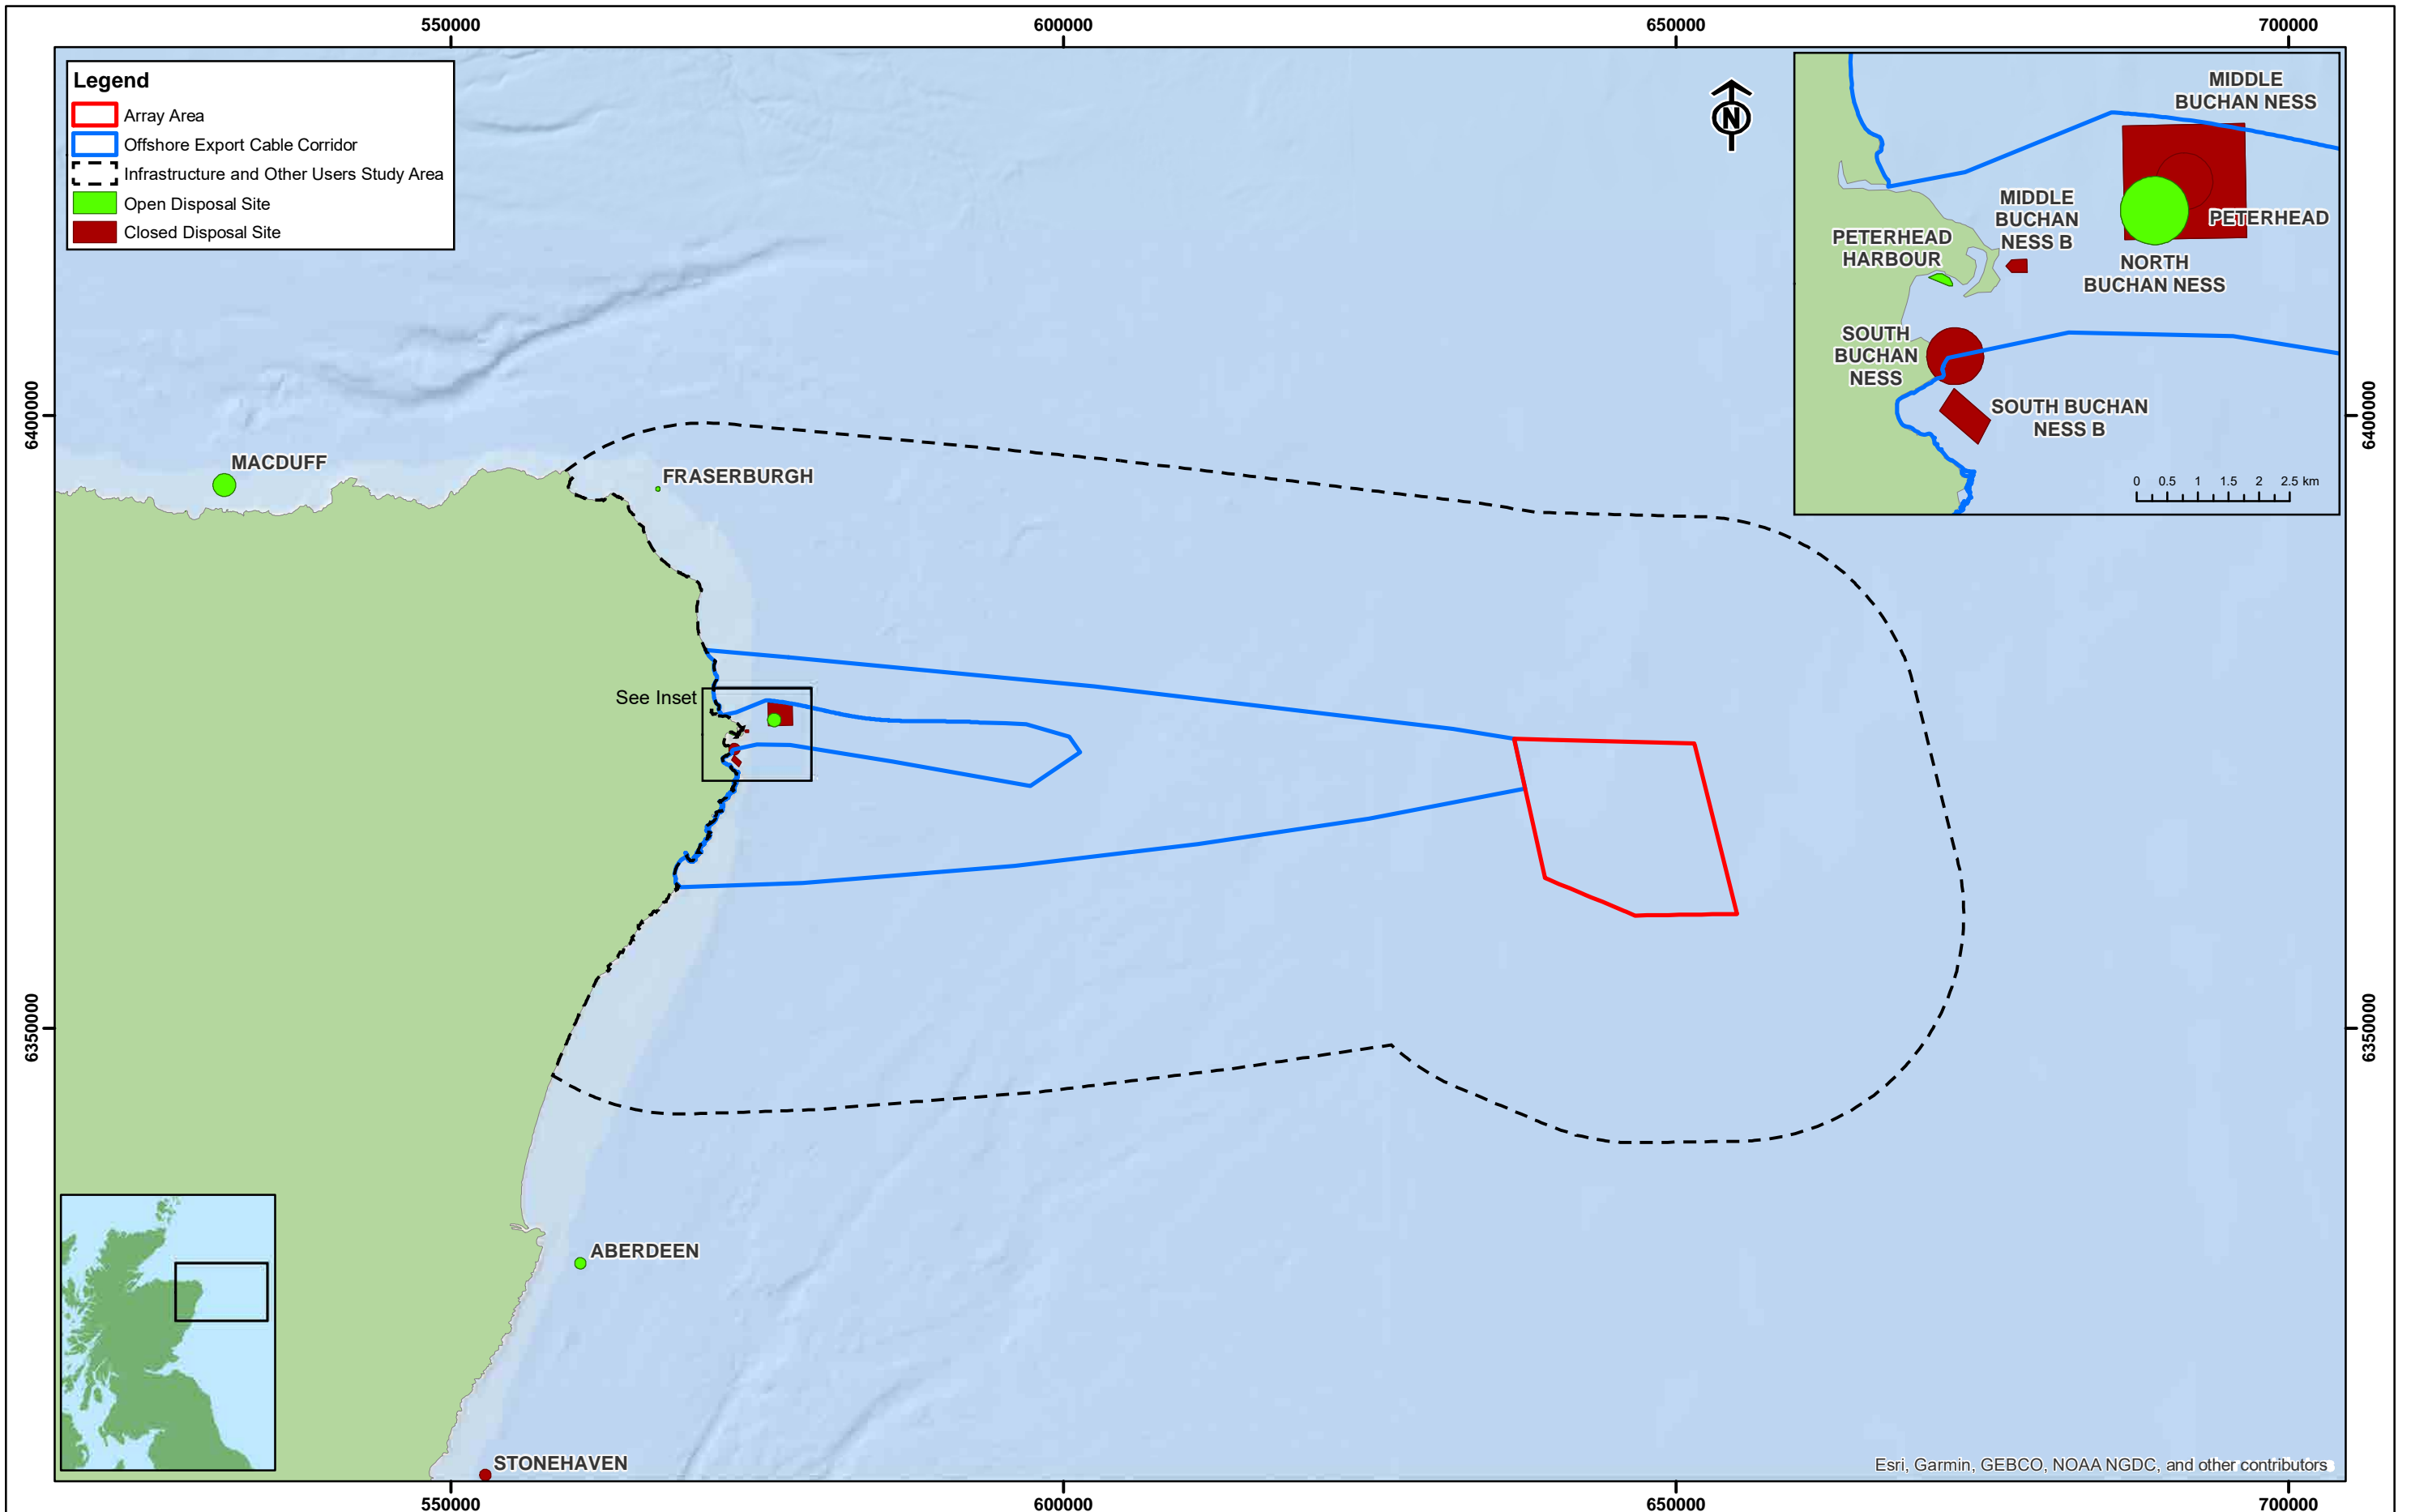 550000
600000
650000
700000
Legend
Array Area
Offshore Export Cable Corridor
Infrastructure and Other Users Study Area
Open Disposal Site
Closed Disposal Site
N
MIDDLE
BUCHAN NESS
MIDDLE
BUCHAN
NESS B
PETERHEAD
PETERHEAD
HARBOUR
NORTH
BUCHAN NESS
SOUTH
BUCHAN
NESS
SOUTH BUCHAN
NESS B
0 0.5 1 1.5 2 2.5 km
6400000
6400000
MACDUFF
FRASERBURGH
See Inset
6350000
6350000
ABERDEEN
STONEHAVEN
Esri, Garmin, GEBCO, NOAA NGDC, and other contributors
550000
600000
650000
700000